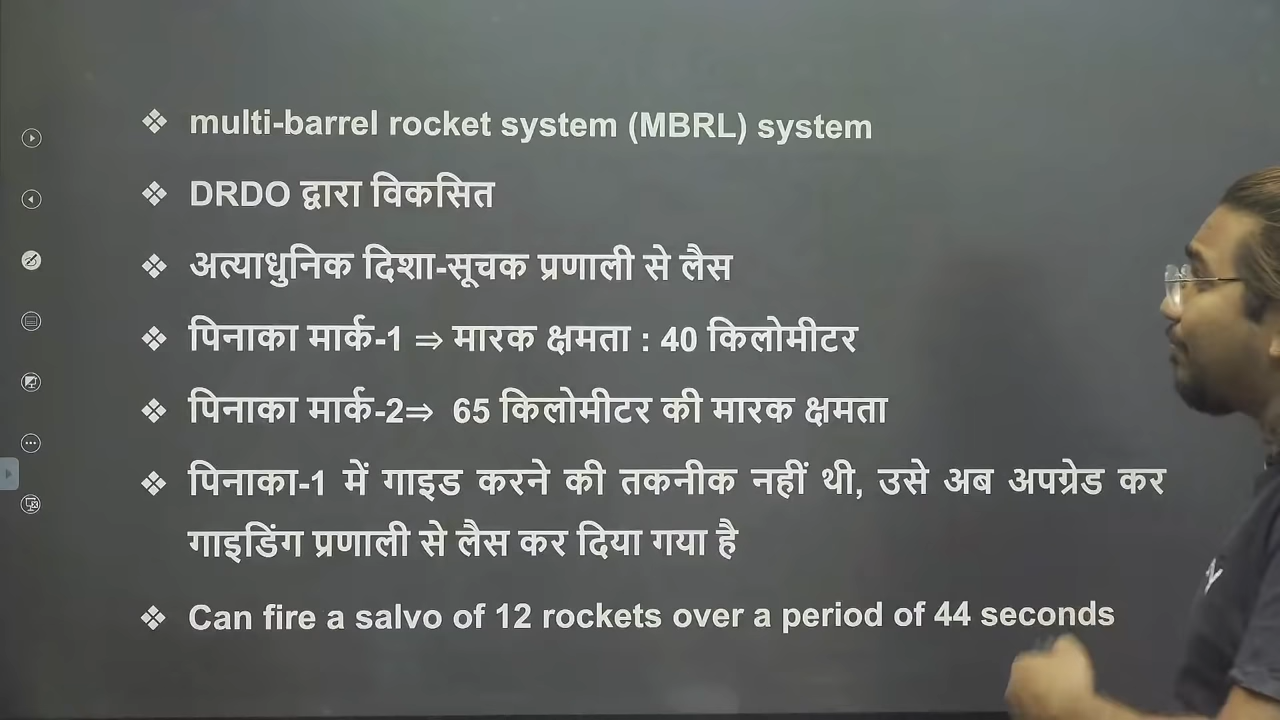 ❖ multi-barrel rocket system (MBRL) system
❖ DRDO द्वारा विकसित
❖ अत्याधुनिक दिशा-सूचक प्रणाली से लैस
❖ पिनाका मार्क-1 ⇒ मारक क्षमता : 40 किलोमीटर
❖ पिनाका मार्क-2⇒ 65 किलोमीटर की मारक क्षमता
❖ पिनाका-1 में गाइड करने की तकनीक नहीं थी, उसे अब अपग्रेड कर
गाइडिंग प्रणाली से लैस कर दिया गया है
❖ Can fire a salvo of 12 rockets over a period of 44 seconds